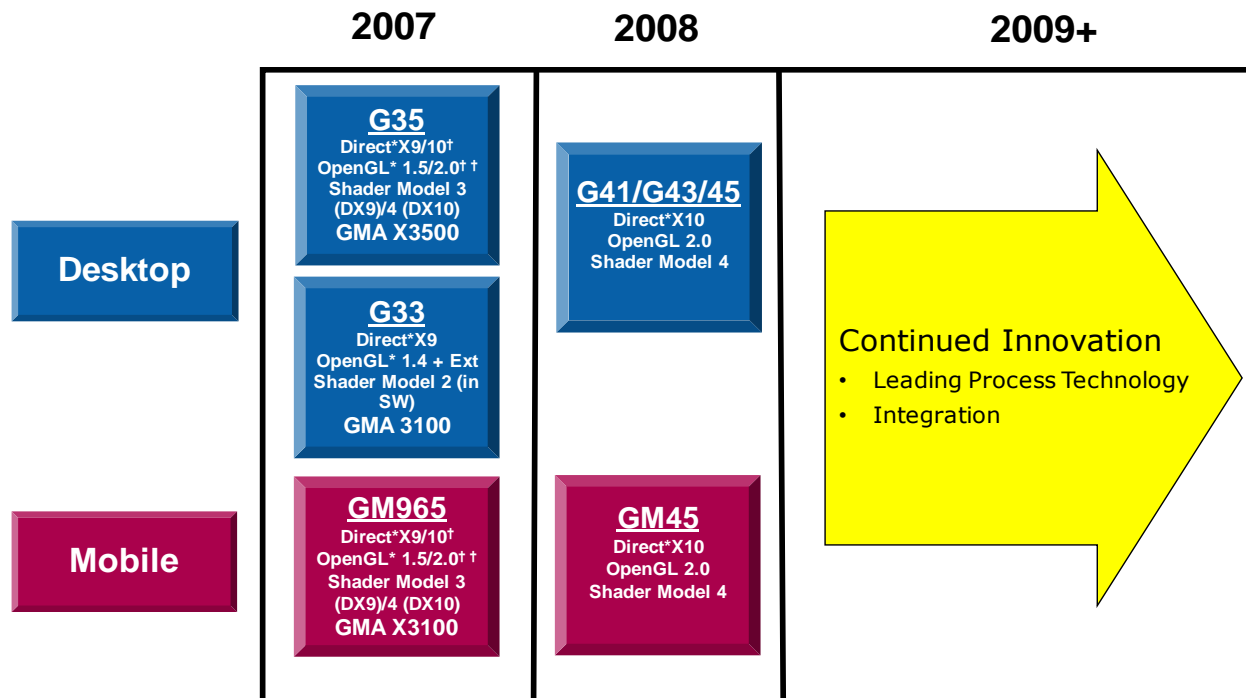 2007
2008
2009+
Desktop
G35
Direct*X9/10†
OpenGL* 1.5/2.0† †
Shader Model 3
(DX9)/4 (DX10)
GMA X3500
G33
Direct*X9
OpenGL* 1.4 + Ext
Shader Model 2 (in
SW)
GMA 3100
G41/G43/45
Direct*X10
OpenGL 2.0
Shader Model 4
Mobile
GM965
Direct*X9/10†
OpenGL* 1.5/2.0† †
Shader Model 3
(DX9)/4 (DX10)
GMA X3100
GM45
Direct*X10
OpenGL 2.0
Shader Model 4
Continued Innovation
• Leading Process Technology
• Integration